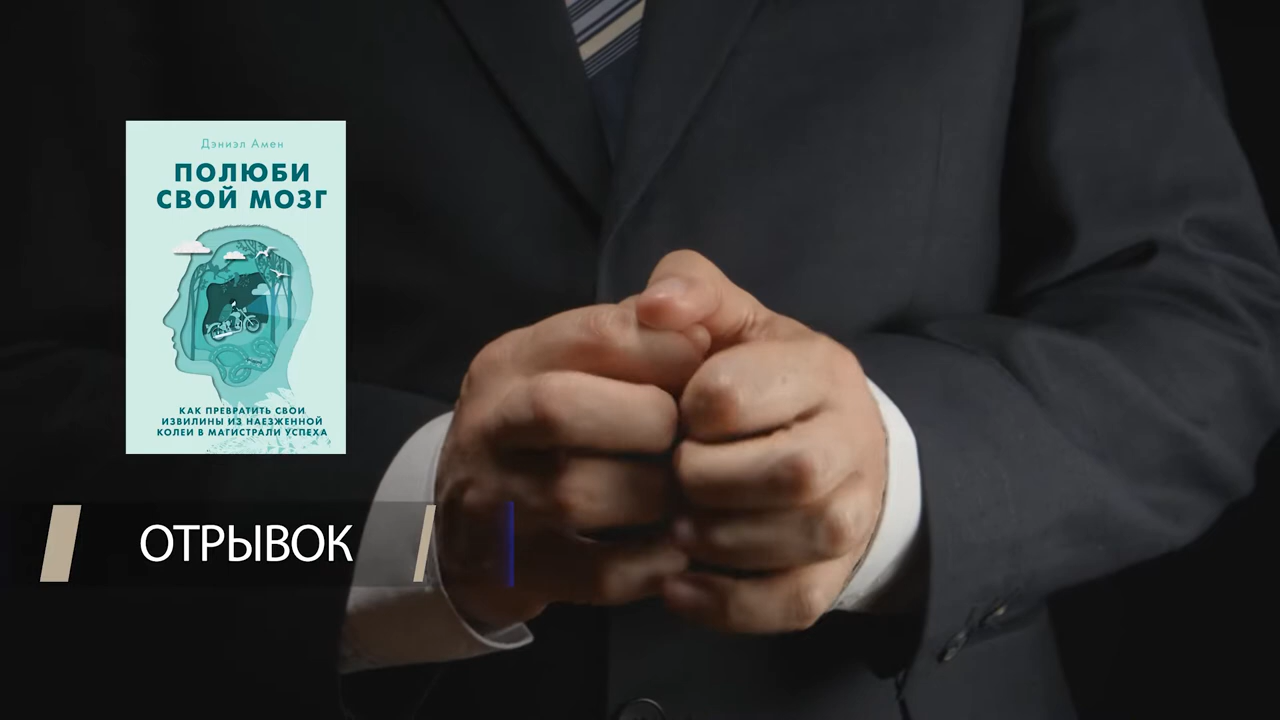 Дэниэл Амен
ПОЛЮБИ
СВОЙ МОЗГ
КАК ПРЕВРАТИТЬ СВОИ
ИЗВИЛИНЫ ИЗ НАЕЗЖЕННОЙ
КОЛЕИ В МАГИСТРАЛИ УСПЕХА
ОТРЫВОК